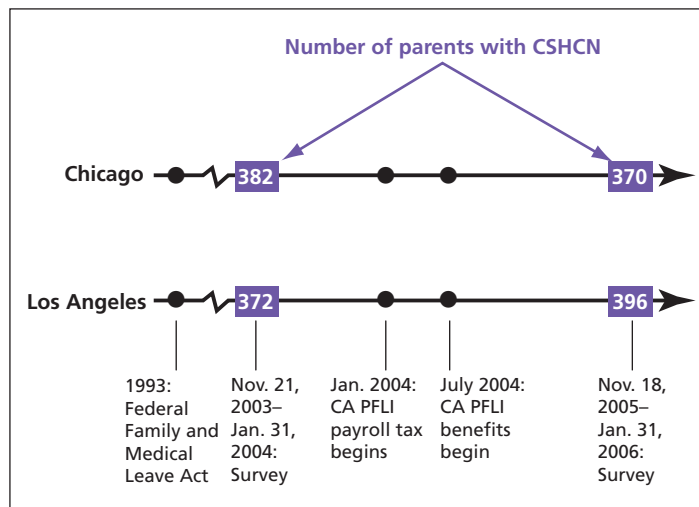 Number of parents with CSHCN
Chicago
382
370
Los Angeles
372
396
1993:
Federal
Family and
Medical
Leave Act
Nov. 21,
2003–
Jan. 31,
2004:
Survey
Jan. 2004:
CA PFLI
payroll tax
begins
July 2004:
CA PFLI
benefits
begin
Nov. 18,
2005–
Jan. 31,
2006:
Survey